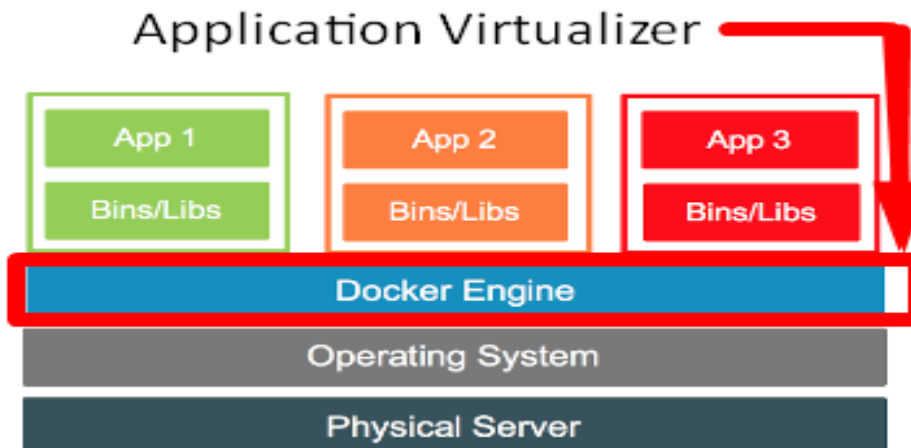 Application Virtualizer
App 1 App 2 App 3
Bins/Libs Bins/Libs Bins/Libs
Docker Engine
Operating System
Physical Server